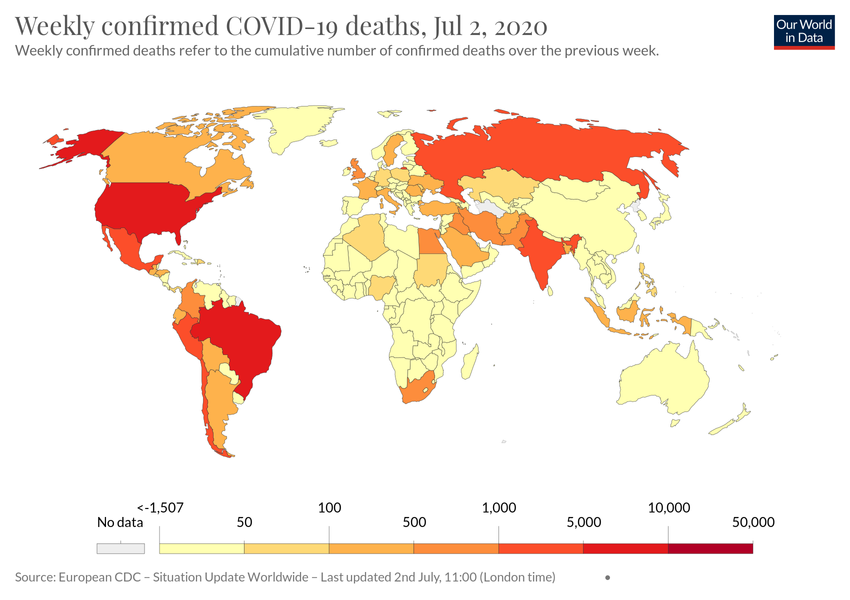 Weekly confirmed COVID-19 deaths, Jul 2, 2020
Weekly confirmed deaths refer to the cumulative number of confirmed deaths over the previous week.
Our World
in Data
<-1,507 100 1,000 10,000
No data 50 500 5,000 50,000
Source: European CDC – Situation Update Worldwide – Last updated 2nd July, 11:00 (London time) •